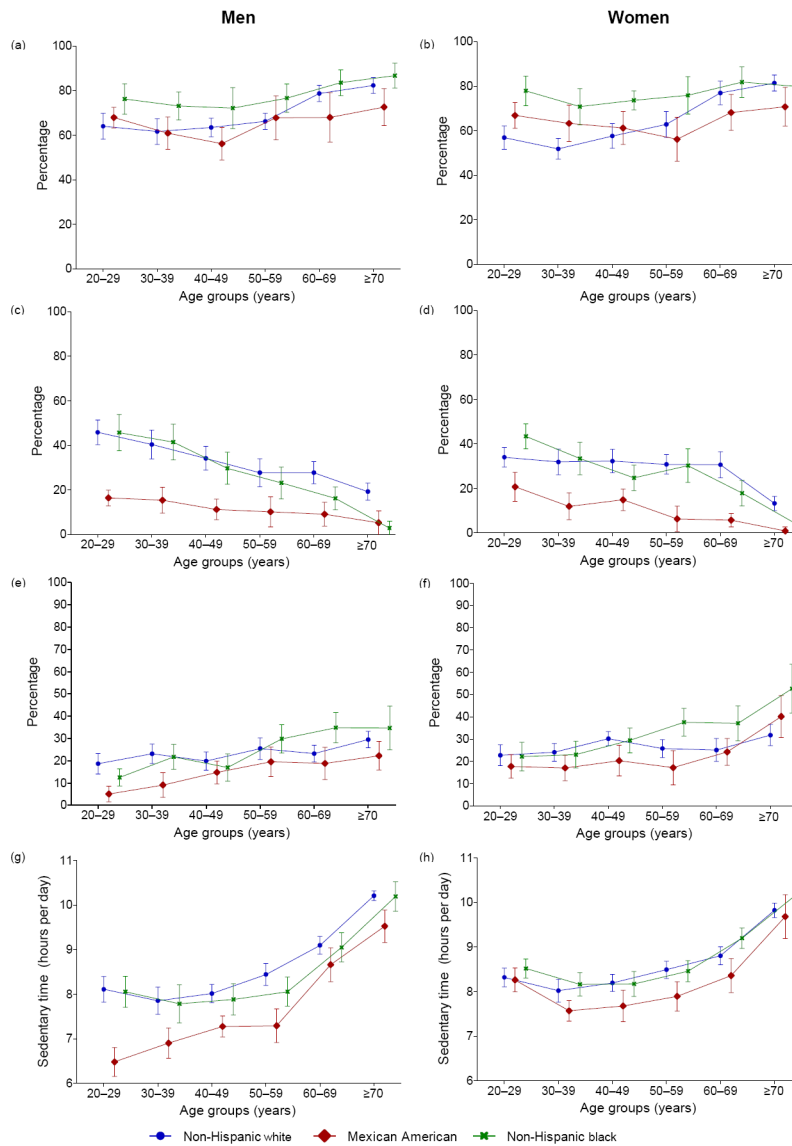 Men Women
(a)
100
80
60
40
20
0
Percentage
20–29 30–39 40–49 50–59 60–69 ≥70
Age groups (years)
(b)
100
80
60
40
20
0
Percentage
20–29 30–39 40–49 50–59 60–69 ≥70
Age groups (years)
(c)
100
80
60
40
20
0
Percentage
20–29 30–39 40–49 50–59 60–69 ≥70
Age groups (years)
(d)
100
80
60
40
20
0
Percentage
20–29 30–39 40–49 50–59 60–69 ≥70
Age groups (years)
(e)
100
90
80
70
60
50
40
30
20
10
0
Percentage
20–29 30–39 40–49 50–59 60–69 ≥70
Age groups (years)
(f)
100
90
80
70
60
50
40
30
20
10
0
Percentage
20–29 30–39 40–49 50–59 60–69 ≥70
Age groups (years)
(g)
11
10
9
8
7
6
Sedentary time (hours per day)
20–29 30–39 40–49 50–59 60–69 ≥70
Age groups (years)
(h)
11
10
9
8
7
6
Sedentary time (hours per day)
20–29 30–39 40–49 50–59 60–69 ≥70
Age groups (years)
Non-Hispanic white Mexican American Non-Hispanic black